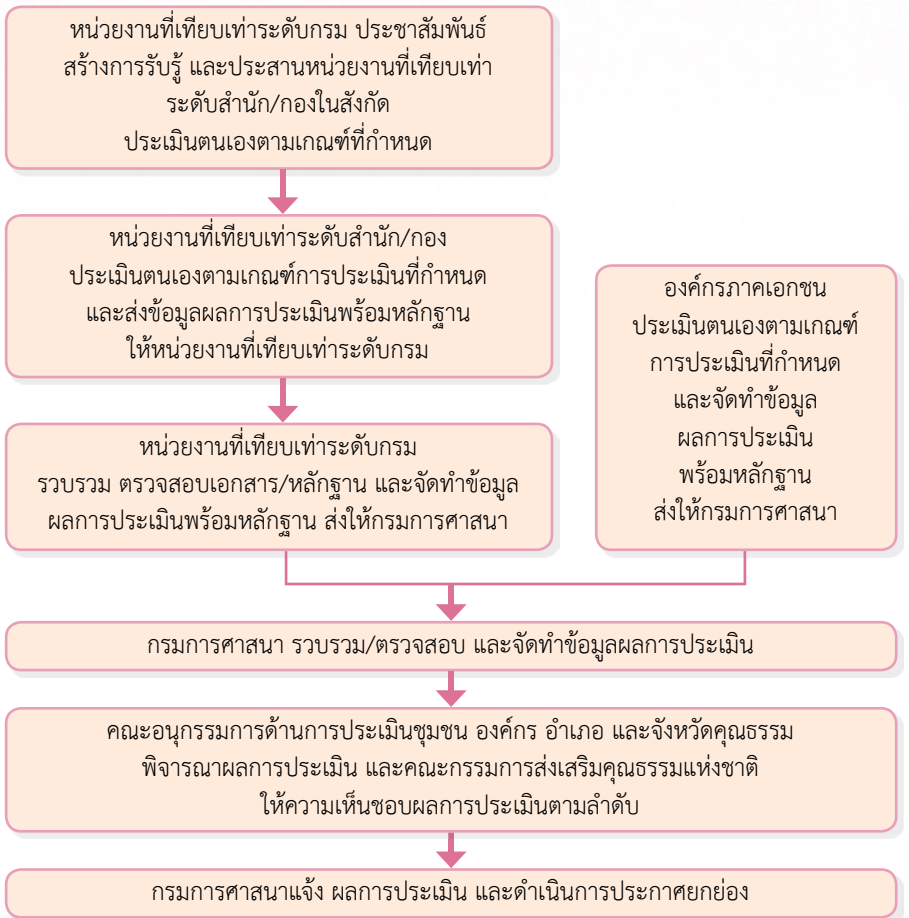 หน่วยงานที่เทียบเท่าระดับกรม ประชาสัมพันธ์
สร้างการรับรู้ และประสานหน่วยงานที่เทียบเท่า
ระดับสำนัก/กองในสังกัด
ประเมินตนเองตามเกณฑ์ที่กำหนด
หน่วยงานที่เทียบเท่าระดับสำนัก/กอง
ประเมินตนเองตามเกณฑ์การประเมินที่กำหนด
และส่งข้อมูลผลการประเมินพร้อมหลักฐาน
ให้หน่วยงานที่เทียบเท่าระดับกรม
หน่วยงานที่เทียบเท่าระดับกรม
รวบรวม ตรวจสอบเอกสาร/หลักฐาน และจัดทำข้อมูล
ผลการประเมินพร้อมหลักฐาน ส่งให้กรมการศาสนา
องค์กรภาคเอกชน
ประเมินตนเองตามเกณฑ์
การประเมินที่กำหนด
และจัดทำข้อมูล
ผลการประเมิน
พร้อมหลักฐาน
ส่งให้กรมการศาสนา
กรมการศาสนา รวบรวม/ตรวจสอบ และจัดทำข้อมูลผลการประเมิน
คณะอนุกรรมการด้านการประเมินชุมชน องค์กร อำเภอ และจังหวัดคุณธรรม
พิจารณาผลการประเมิน และคณะกรรมการส่งเสริมคุณธรรมแห่งชาติ
ให้ความเห็นชอบผลการประเมินตามลำดับ
กรมการศาสนาแจ้ง ผลการประเมิน และดำเนินการประกาศยกย่อง